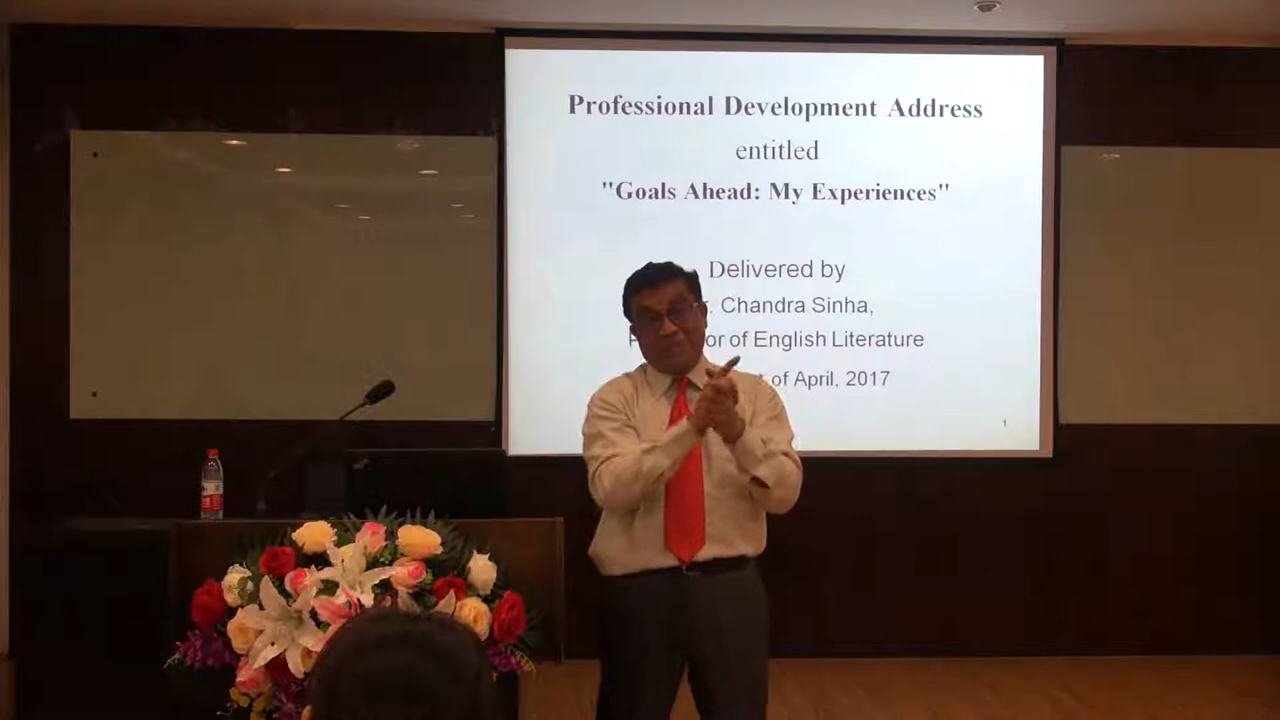 Professional Development Address
entitled
"Goals Ahead: My Experiences"
Delivered by
r. Chandra Sinha,
or of English Literature
of April, 2017
1